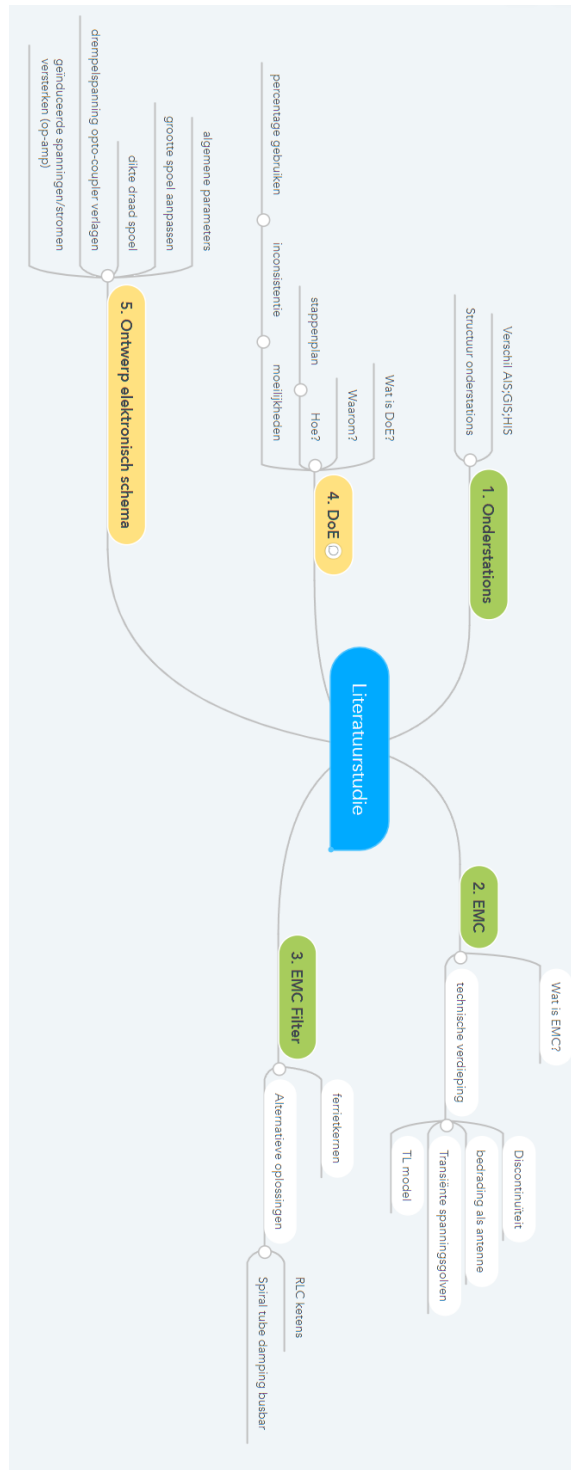 Literatuurstudie
1. Onderstations
Verschil AIS;GIS;HIS
Structuur onderstations
2. EMC
Wat is EMC?
technische verdieping
Discontinuïteit
bedrading als antenne
Transiënte spanningsgolven
TL model
3. EMC Filter
ferrietkernen
Alternatieve oplossingen
RLC ketens
Spiral tube damping busbar
4. DoE
Wat is DoE?
Waarom?
Hoe?
stappenplan
moeilijkheden
inconsistentie
percentage gebruiken
5. Ontwerp elektronisch schema
algemene parameters
grootte spoel aanpassen
dikte draad spoel
drempelspanning opto-coupler verlagen
geïnduceerde spanningen/stromen
versterken (op-amp)